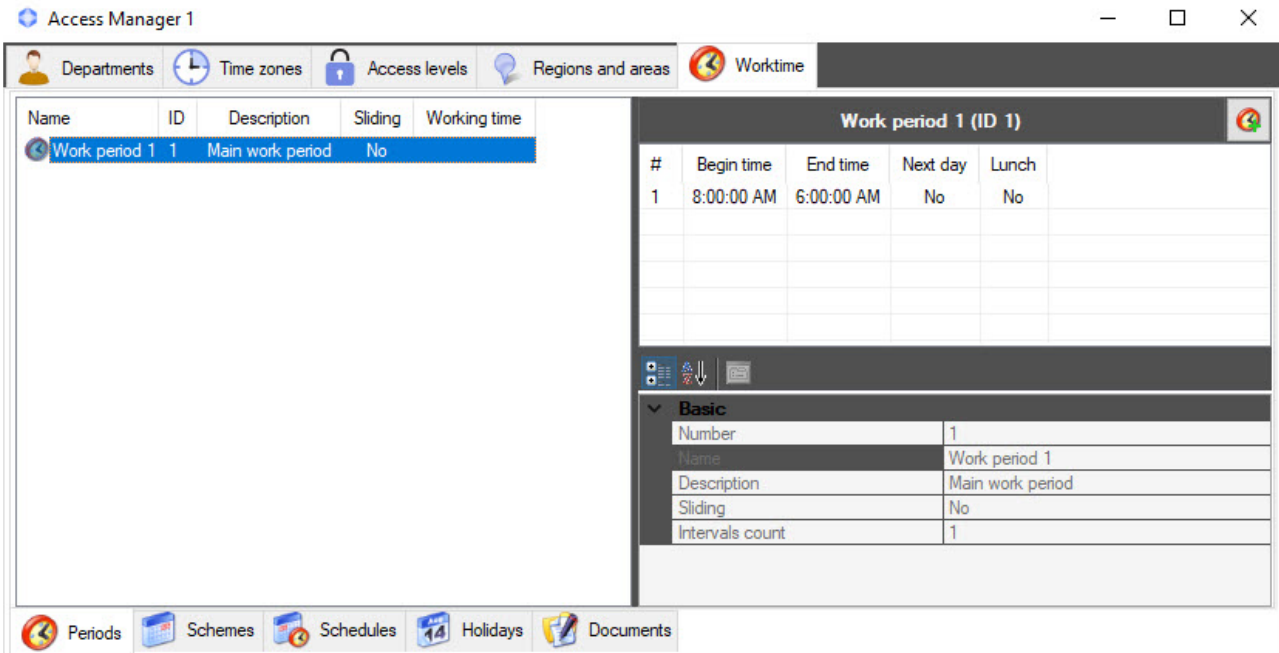 Access Manager 1
Departments Time zones Access levels Regions and areas Worktime
Name ID Description Sliding Working time
Work period 1 1 Main work period No
Work period 1 (ID 1)
# Begin time End time Next day Lunch
1 8:00:00 AM 6:00:00 AM No No
Basic
Number 1
Name Work period 1
Description Main work period
Sliding No
Intervals count 1
Periods Schemes Schedules 14 Holidays Documents